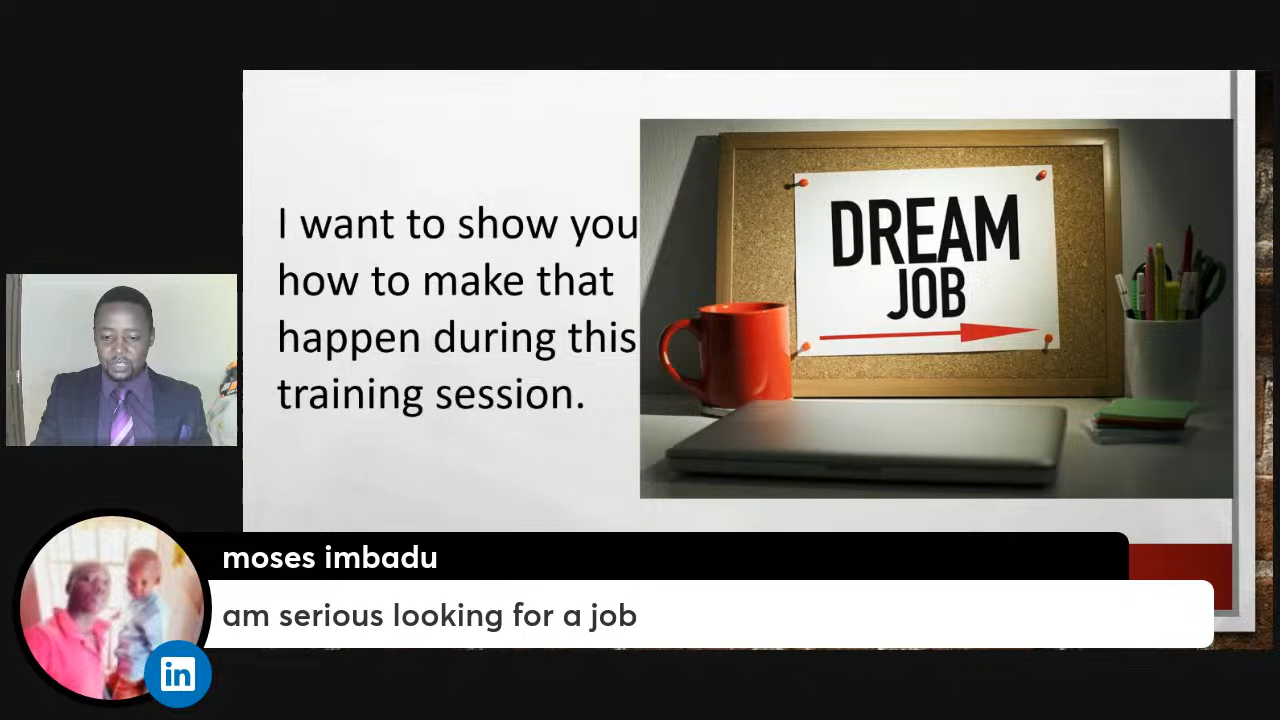 I want to show you
how to make that
happen during this
training session.
DREAM
JOB
moses imbadu
am serious looking for a job
in